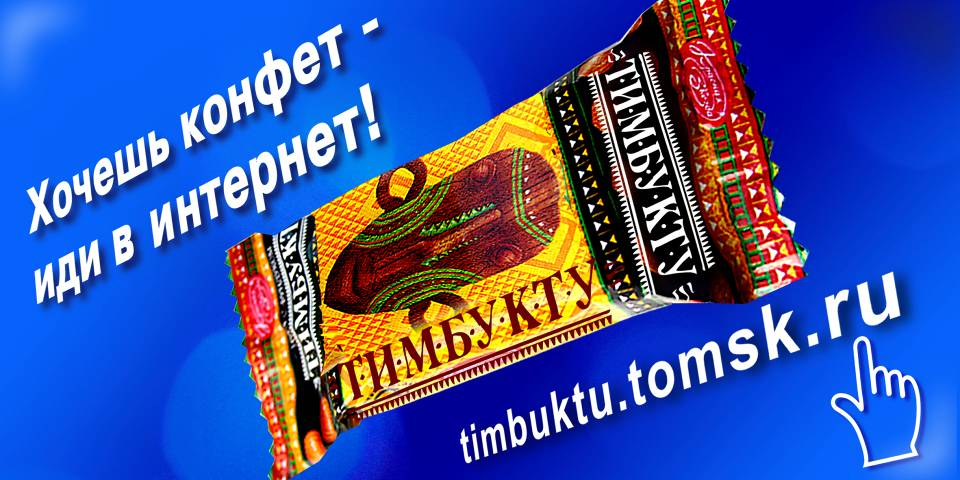 Хочешь конфет -
иди в интернет!
ТИМБУКТУ
ТИМБУКТУ
Т·И·М·Б·У·К·Т·У
timbuktu.tomsk.ru